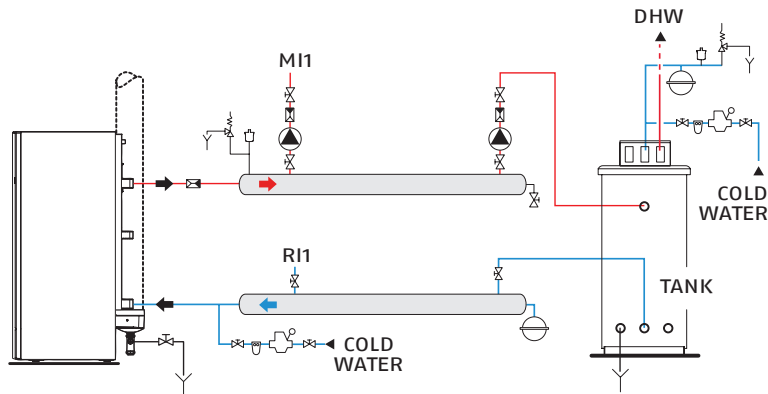 DHW
MI1
COLD
WATER
RI1
TANK
COLD
WATER